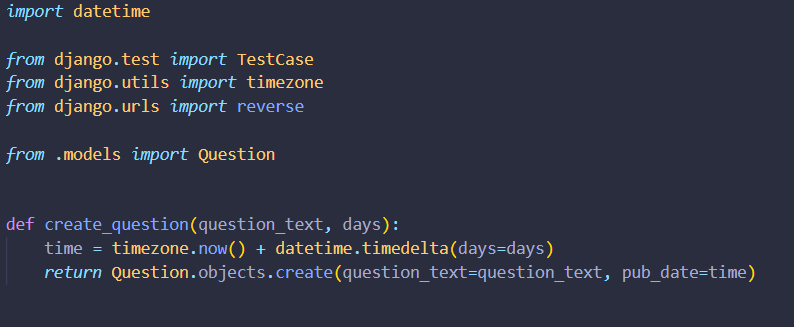 import datetime
from django.test import TestCase
from django.utils import timezone
from django.urls import reverse
from .models import Question
def create_question(question_text, days):
    time = timezone.now() + datetime.timedelta(days=days)
    return Question.objects.create(question_text=question_text, pub_date=time)